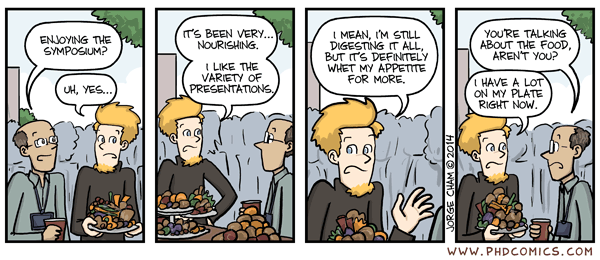 ENJOYING THE
SYMPOSIUM?
UH, YES...
IT'S BEEN VERY...
NOURISHING.
I LIKE THE
VARIETY OF
PRESENTATIONS.
I MEAN, I'M STILL
DIGESTING IT ALL,
BUT IT'S DEFINITELY
WHET MY APPETITE
FOR MORE.
YOU'RE TALKING
ABOUT THE FOOD,
AREN'T YOU?
I HAVE A LOT
ON MY PLATE
RIGHT NOW.
JORGE CHAM © 2014
WWW.PHDCOMICS.COM